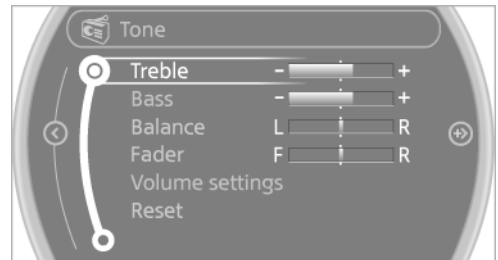 Tone
Treble - +
Bass - +
Balance L R
Fader F R
Volume settings
Reset